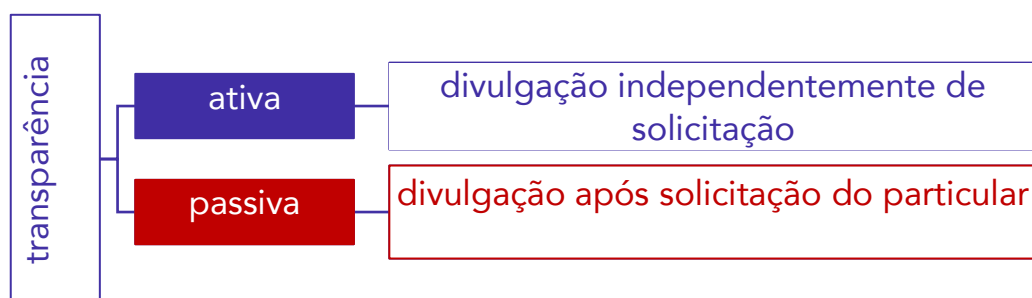 transparência
ativa
divulgação independentemente de
solicitação
passiva
divulgação após solicitação do particular